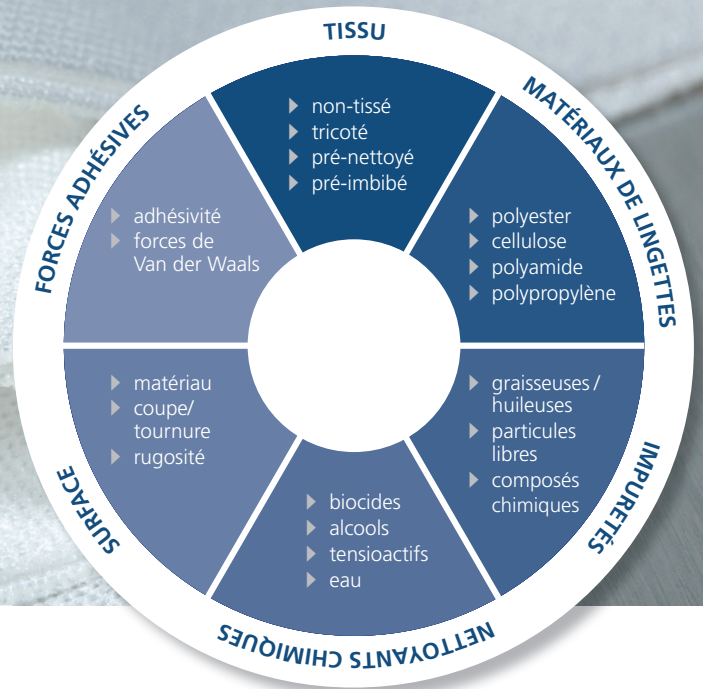 TISSU
non-tissé
tricoté
pré-nettoyé
pré-imbibé
MATÉRIAUX DE LINGETTES
polyester
cellulose
polyamide
polypropylène
IMPURETÉS
graisseuses /
huileuses
particules
libres
composés
chimiques
NETTOYANTS CHIMIQUES
biocides
alcools
tensioactifs
eau
SURFACE
matériau
coupe/
tournure
rugosité
FORCES ADHÉSIVES
adhésivité
forces de
Van der Waals